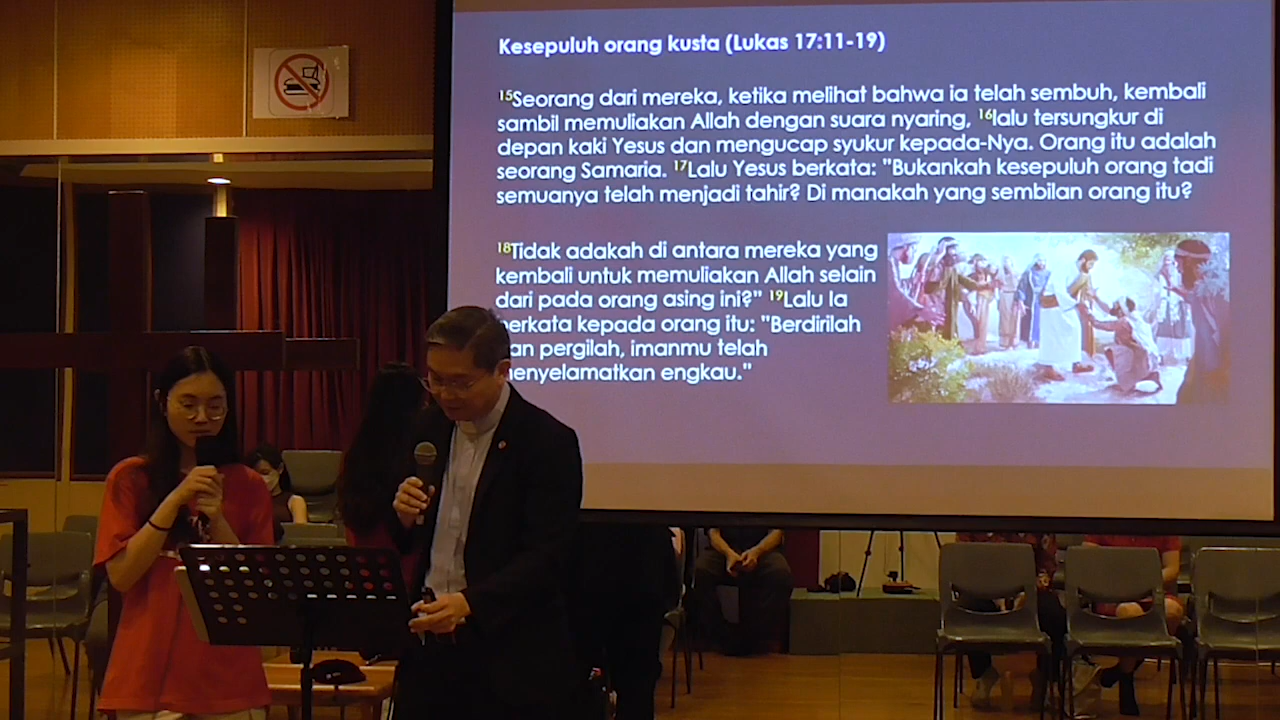 Kesepuluh orang kusta (Lukas 17:11-19)
15Seorang dari mereka, ketika melihat bahwa ia telah sembuh, kembali
sambil memuliakan Allah dengan suara nyaring, 16lalu tersungkur di
depan kaki Yesus dan mengucap syukur kepada-Nya. Orang itu adalah
seorang Samaria. 17Lalu Yesus berkata: "Bukankah kesepuluh orang tadi
semuanya telah menjadi tahir? Di manakah yang sembilan orang itu?
18Tidak adakah di antara mereka yang
kembali untuk memuliakan Allah selain
dari pada orang asing ini?" 19Lalu Ia
berkata kepada orang itu: "Berdirilah
an pergilah, imanmu telah
enyelamatkan engkau."